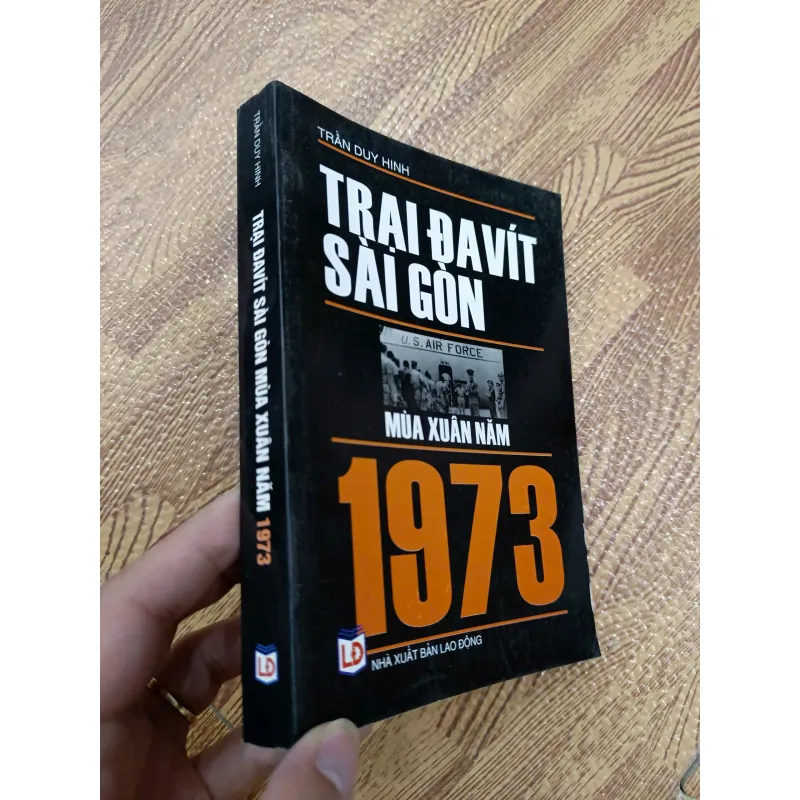 TRẦN DUY HINH
TRẠI ĐAVÍT SÀI GÒN MÙA XUÂN NĂM 1973
LĐ
TRẦN DUY HINH
TRẠI ĐAVÍT
SÀI GÒN
U.S. AIR FORCE
MÙA XUÂN NĂM
1973
LĐ
NHÀ XUẤT BẢN LAO ĐỘNG